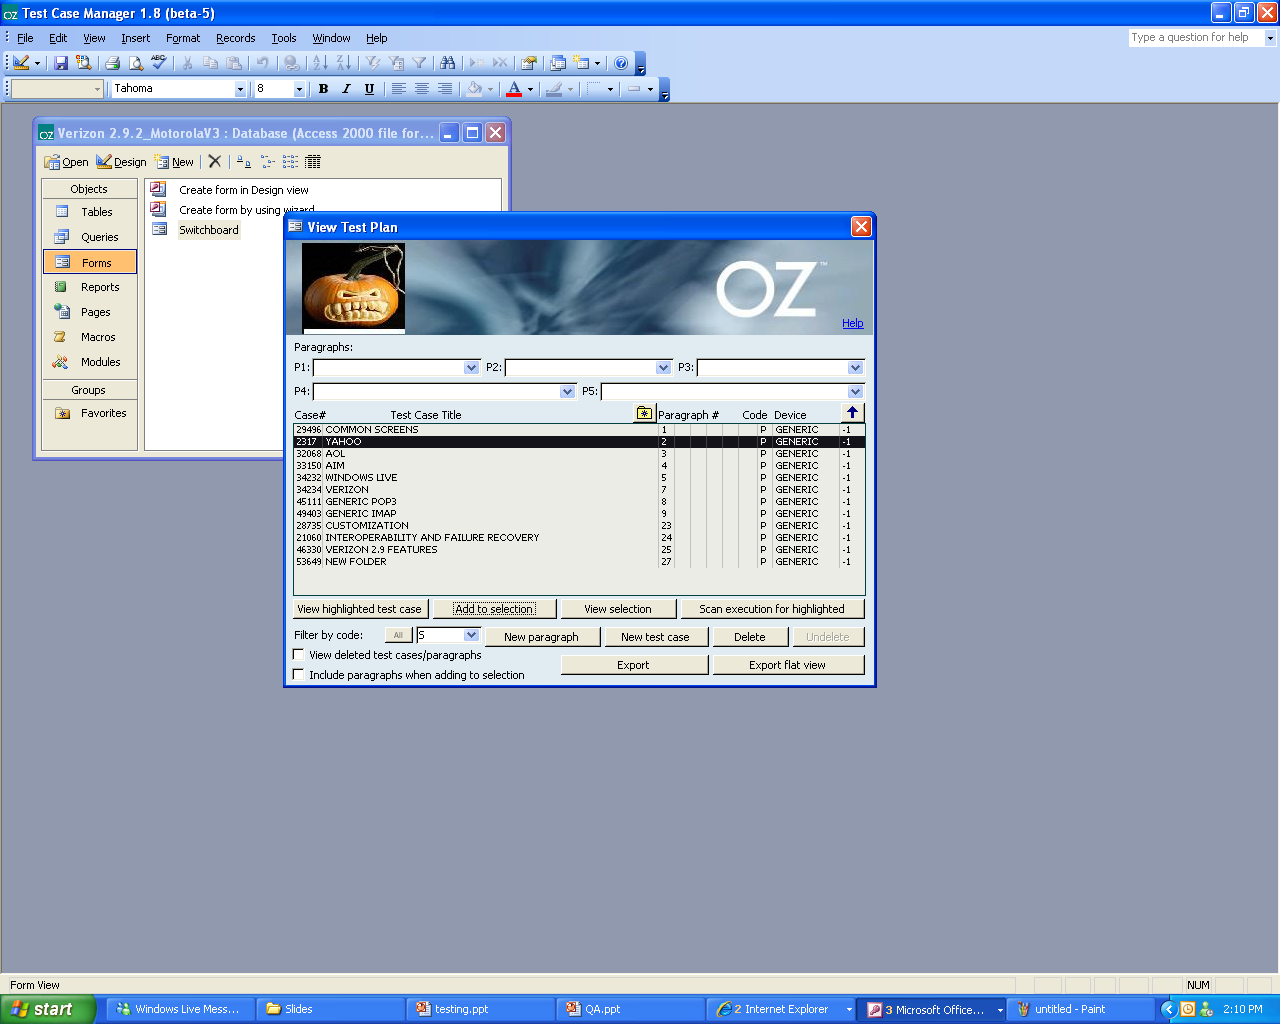 OZ Test Case Manager 1.8 (beta-5)
File Edit View Insert Format Records Tools Window Help
Type a question for help
ABC
Tahoma 8 B I U A
OZ Verizon 2.9.2_MotorolaV3 : Database (Access 2000 file for...
Open Design New
Objects
Tables
Queries
Forms
Reports
Pages
Macros
Modules
Groups
Favorites
Create form in Design view
Create form by using wizard
Switchboard
View Test Plan
OZ™
Help
Paragraphs:
P1: P2: P3:
P4: P5:
Case# Test Case Title Paragraph # Code Device
29496 COMMON SCREENS 1 P GENERIC -1
2317 YAHOO 2 P GENERIC -1
32068 AOL 3 P GENERIC -1
33150 AIM 4 P GENERIC -1
34232 WINDOWS LIVE 5 P GENERIC -1
34234 VERIZON 7 P GENERIC -1
45111 GENERIC POP3 8 P GENERIC -1
49403 GENERIC IMAP 9 P GENERIC -1
28735 CUSTOMIZATION 23 P GENERIC -1
21060 INTEROPERABILITY AND FAILURE RECOVERY 24 P GENERIC -1
46330 VERIZON 2.9 FEATURES 25 P GENERIC -1
53649 NEW FOLDER 27 P GENERIC -1
View highlighted test case Add to selection View selection Scan execution for highlighted
Filter by code: All S New paragraph New test case Delete Undelete
View deleted test cases/paragraphs
Export Export flat view
Include paragraphs when adding to selection
Form View NUM
start Windows Live Mess... Slides testing.ppt QA.ppt 2 Internet Explorer 3 Microsoft Office... untitled - Paint 2:10 PM